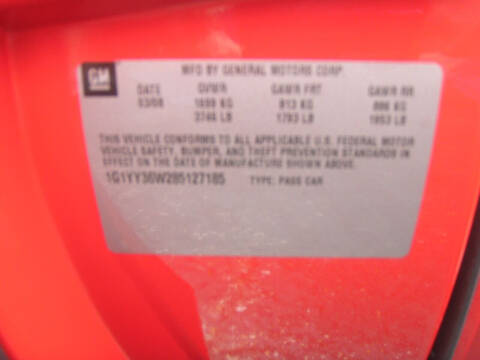 GM
MFD BY GENERAL MOTORS CORP.
DATE GVWR GAWR FRT GAWR RR
03/08 1699 KG 813 KG 886 KG
3746 LB 1793 LB 1953 LB
THIS VEHICLE CONFORMS TO ALL APPLICABLE U.S. FEDERAL MOTOR
VEHICLE SAFETY, BUMPER, AND THEFT PREVENTION STANDARDS IN
EFFECT ON THE DATE OF MANUFACTURE SHOWN ABOVE.
1G1YY36W285127185 TYPE: PASS CAR